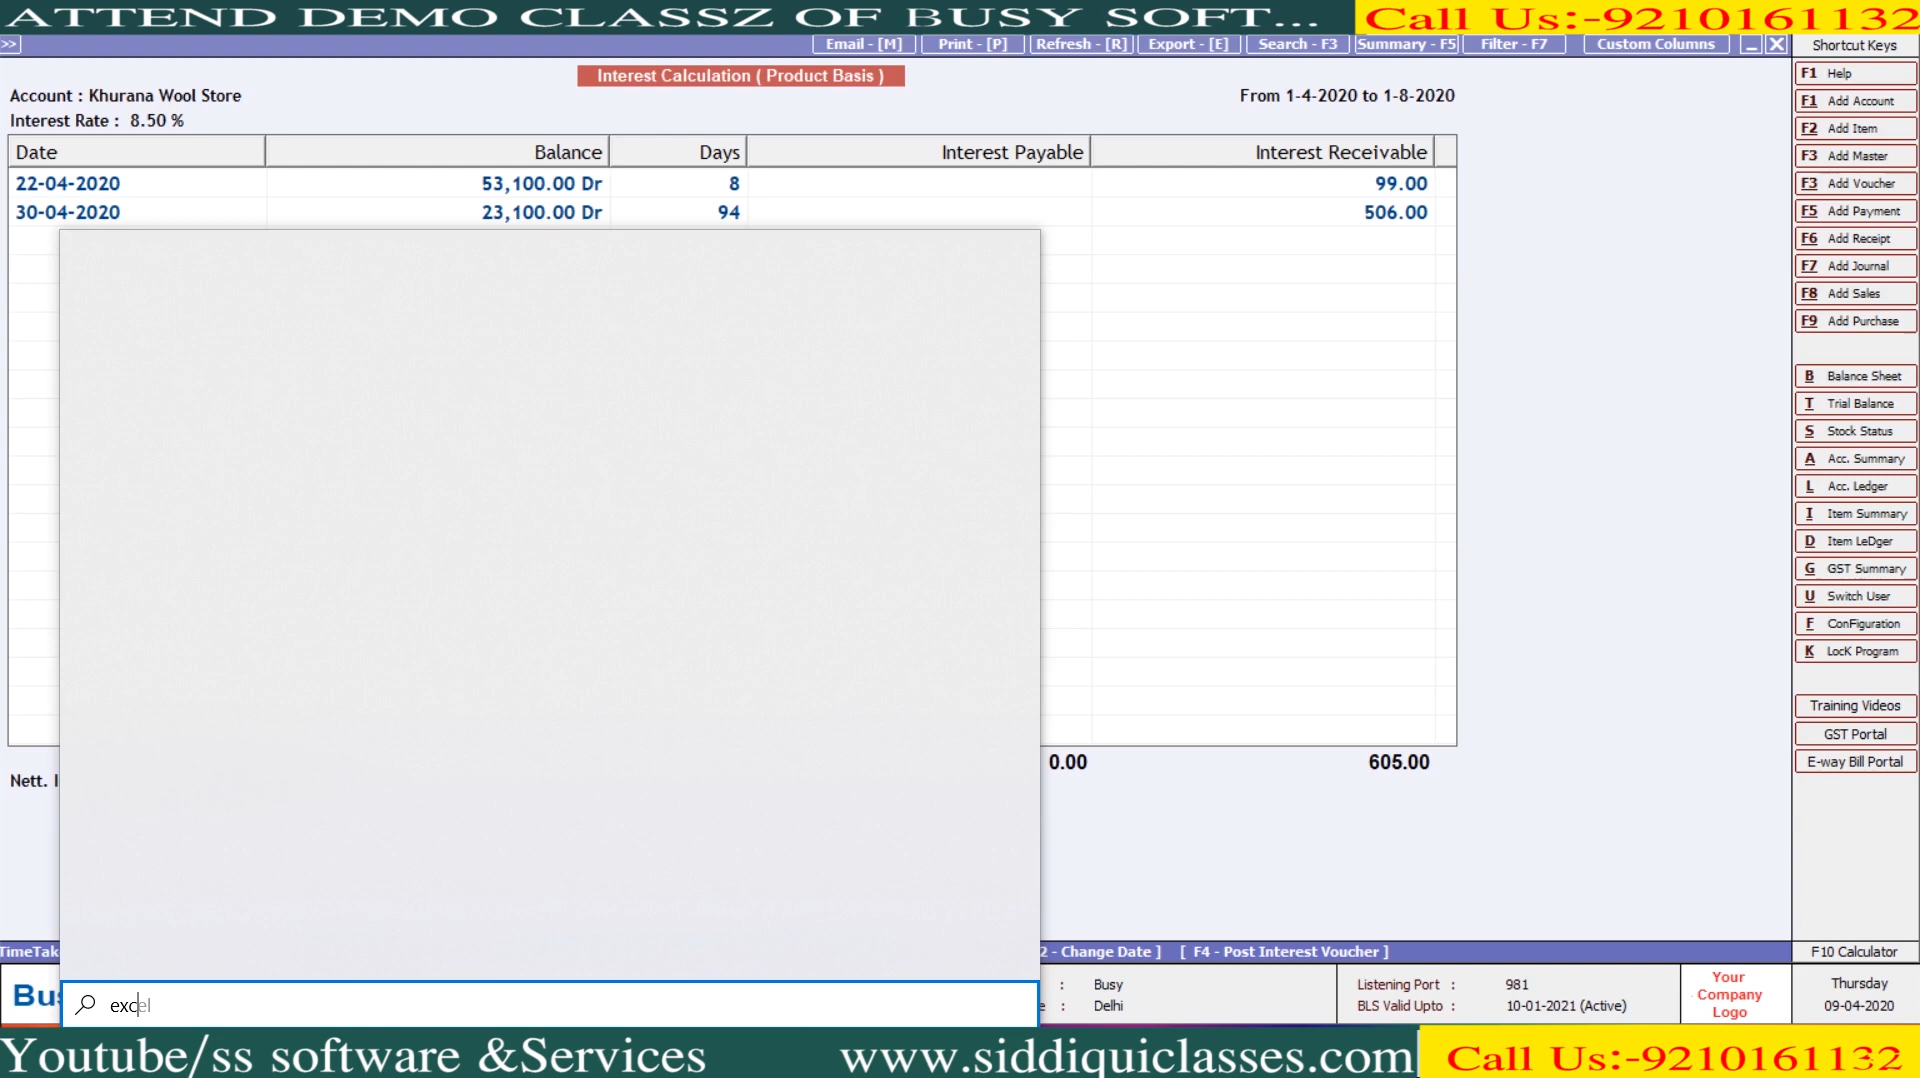 ATTEND DEMO CLASSZ OF BUSY SOFT... Call Us:-9210161132
>> Email - [M] Print - [P] Refresh - [R] Export - [E] Search - F3 Summary - F5 Filter - F7 Custom Columns _ X Shortcut Keys
Interest Calculation ( Product Basis )
Account : Khurana Wool Store From 1-4-2020 to 1-8-2020
Interest Rate : 8.50 %
Date Balance Days Interest Payable Interest Receivable
22-04-2020 53,100.00 Dr 8 99.00
30-04-2020 23,100.00 Dr 94 506.00
0.00 605.00
Nett. I
F1 Help
F1 Add Account
F2 Add Item
F3 Add Master
F3 Add Voucher
F5 Add Payment
F6 Add Receipt
F7 Add Journal
F8 Add Sales
F9 Add Purchase
B Balance Sheet
T Trial Balance
S Stock Status
A Acc. Summary
L Acc. Ledger
I Item Summary
D Item LeDger
G GST Summary
U Switch User
F ConFiguration
K LocK Program
Training Videos
GST Portal
E-way Bill Portal
TimeTak 2 - Change Date ] [ F4 - Post Interest Voucher ] F10 Calculator
Bus
excel
: Busy
e : Delhi
Listening Port : 981
BLS Valid Upto : 10-01-2021 (Active)
Your
Company
Logo
Thursday
09-04-2020
Youtube/ss software &Services www.siddiquiclasses.com Call Us:-9210161132